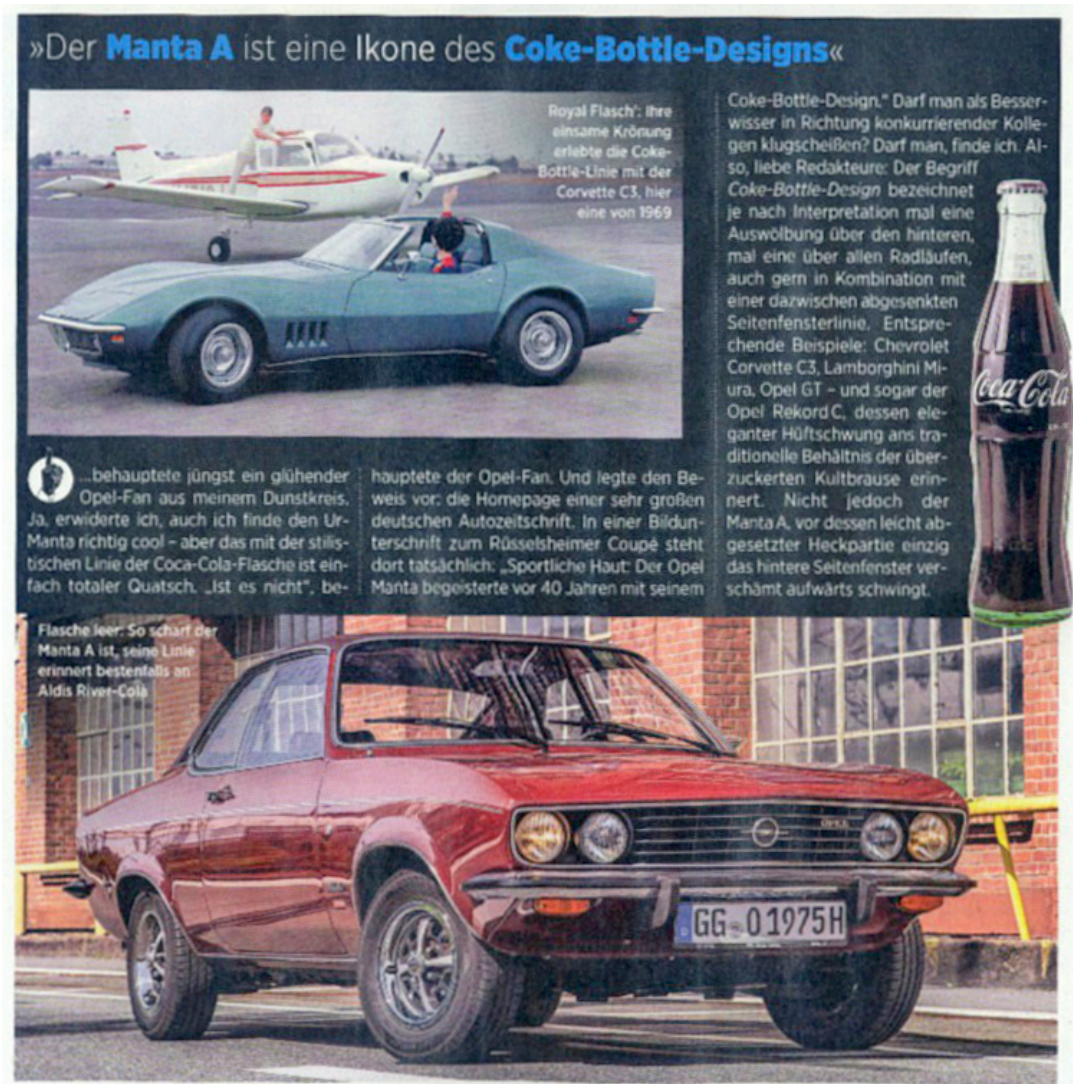 »Der Manta A ist eine Ikone des Coke-Bottle-Designs«
Royal Flasch': Ihre
einsame Krönung
erlebte die Coke-
Bottle-Linie mit der
Corvette C3, hier
eine von 1969
...behauptete jüngst ein glühender
Opel-Fan aus meinem Dunstkreis.
Ja, erwiderte ich, auch ich finde den Ur-
Manta richtig cool – aber das mit der stilis-
tischen Linie der Coca-Cola-Flasche ist ein-
fach totaler Quatsch. „Ist es nicht", be-
hauptete der Opel-Fan. Und legte den Be-
weis vor: die Homepage einer sehr großen
deutschen Autozeitschrift. In einer Bildun-
terschrift zum Rüsselsheimer Coupé steht
dort tatsächlich: „Sportliche Haut: Der Opel
Manta begeisterte vor 40 Jahren mit seinem
Coke-Bottle-Design." Darf man als Besser-
wisser in Richtung konkurrierender Kolle-
gen klugscheißen? Darf man, finde ich. Al-
so, liebe Redakteure: Der Begriff
Coke-Bottle-Design bezeichnet
je nach Interpretation mal eine
Auswölbung über den hinteren,
mal eine über allen Radläufen,
auch gern in Kombination mit
einer dazwischen abgesenkten
Seitenfensterlinie. Entspre-
chende Beispiele: Chevrolet
Corvette C3, Lamborghini Mi-
ura, Opel GT – und sogar der
Opel Rekord C, dessen ele-
ganter Hüftschwung ans tra-
ditionelle Behältnis der über-
zuckerten Kultbrause erin-
nert. Nicht jedoch der
Manta A, vor dessen leicht ab-
gesetzter Heckpartie einzig
das hintere Seitenfenster ver-
schämt aufwärts schwingt.
Coca-Cola
Flasche leer: So scharf der
Manta A ist, seine Linie
erinnert bestenfalls an
Aldis River-Cola
OPEL
GG O 1975H